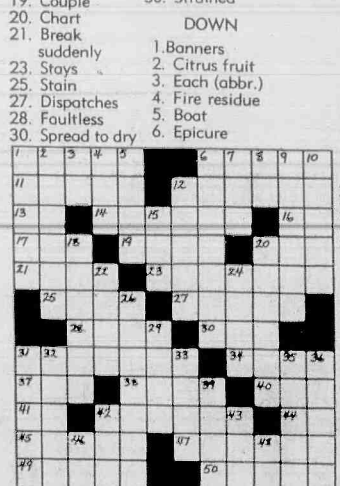 19. Couple
20. Chart
21. Break
suddenly
23. Stays
25. Stain
27. Dispatches
28. Faultless
30. Spread to dry
DOWN
1. Banners
2. Citrus fruit
3. Each (abbr.)
4. Fire residue
5. Boat
6. Epicure
1 2 3 4 5 6 7 8 9 10
11 12
13 14 15 16
17 18 19 20
21 22 23 24
25 26 27
28 29 30
31 32 33 34 35 36
37 38 39 40
41 42 43 44
45 46 47 48
49 50